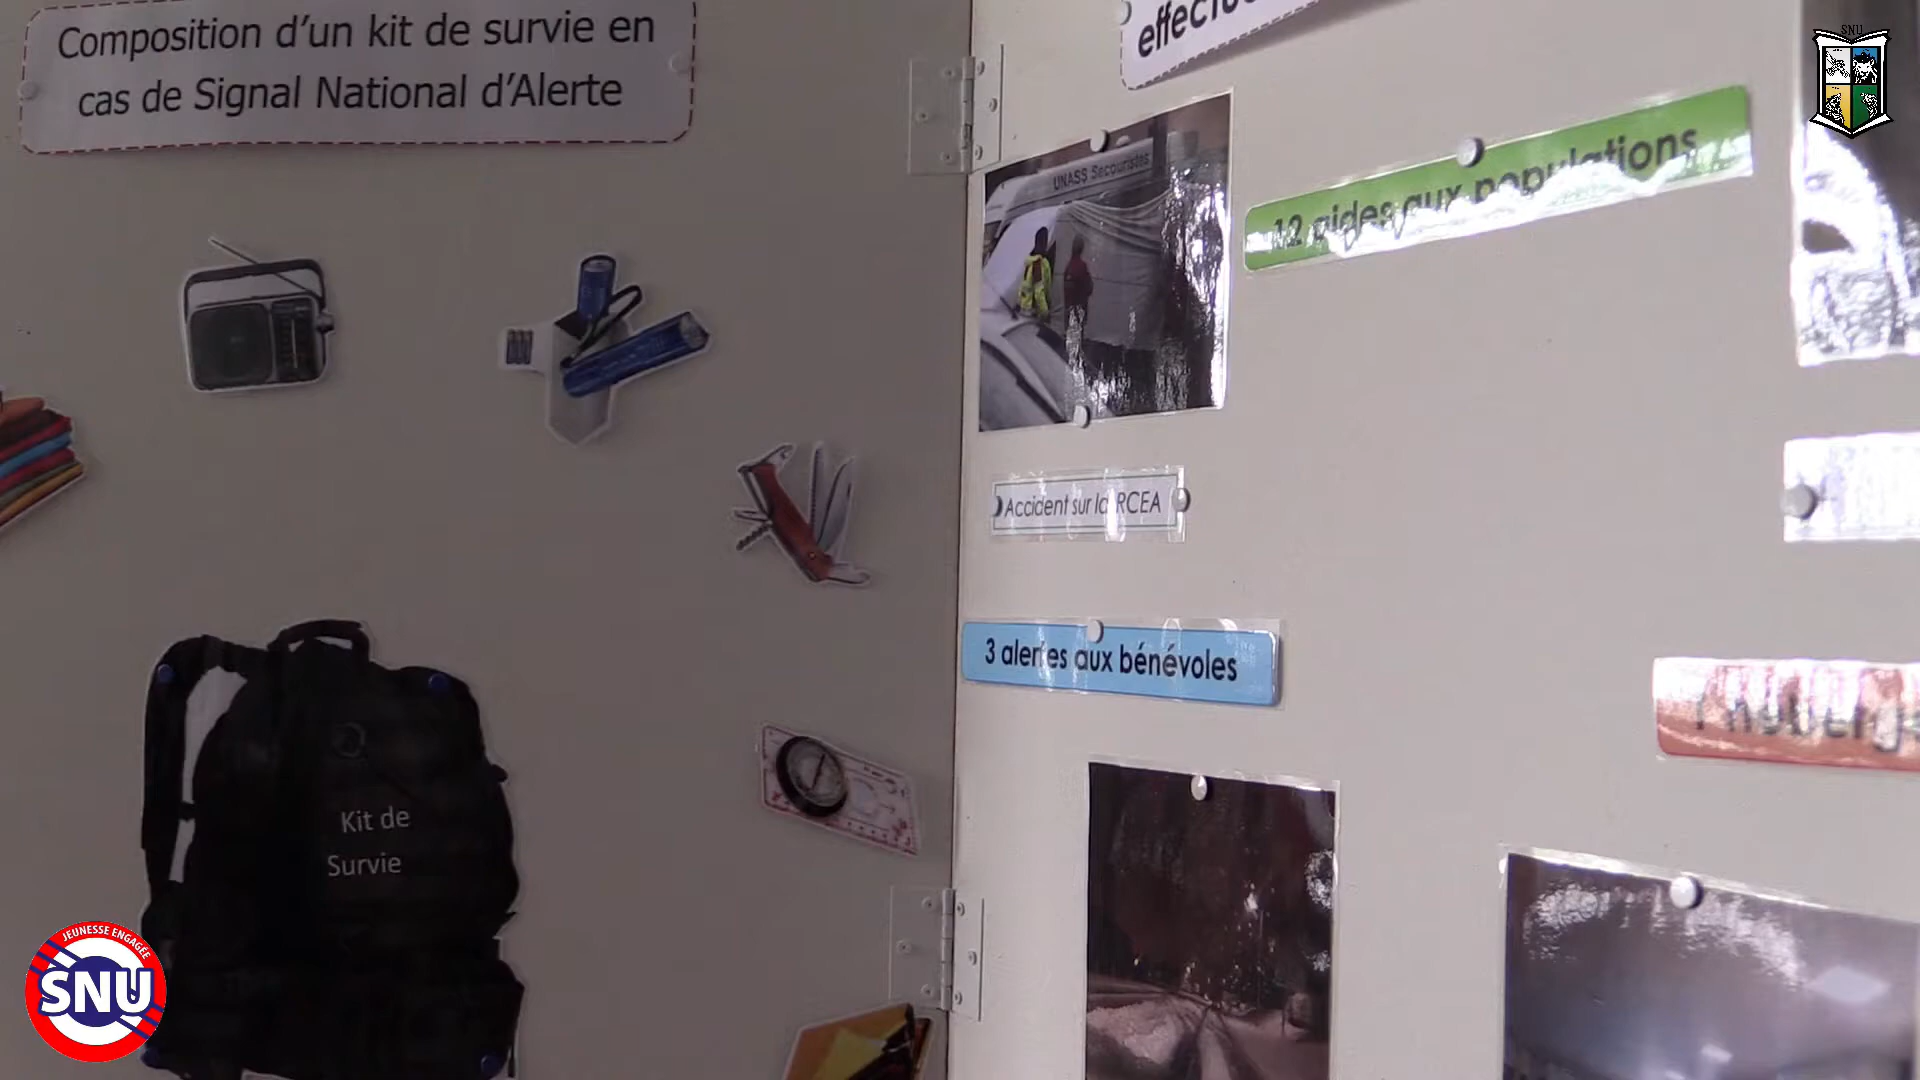 Composition d'un kit de survie en
cas de Signal National d'Alerte
Kit de
Survie
UNASS Secouristes
12 aides aux populations
Accident sur la RCEA
3 alertes aux bénévoles
SNU
JEUNESSE ENGAGÉE
SNU